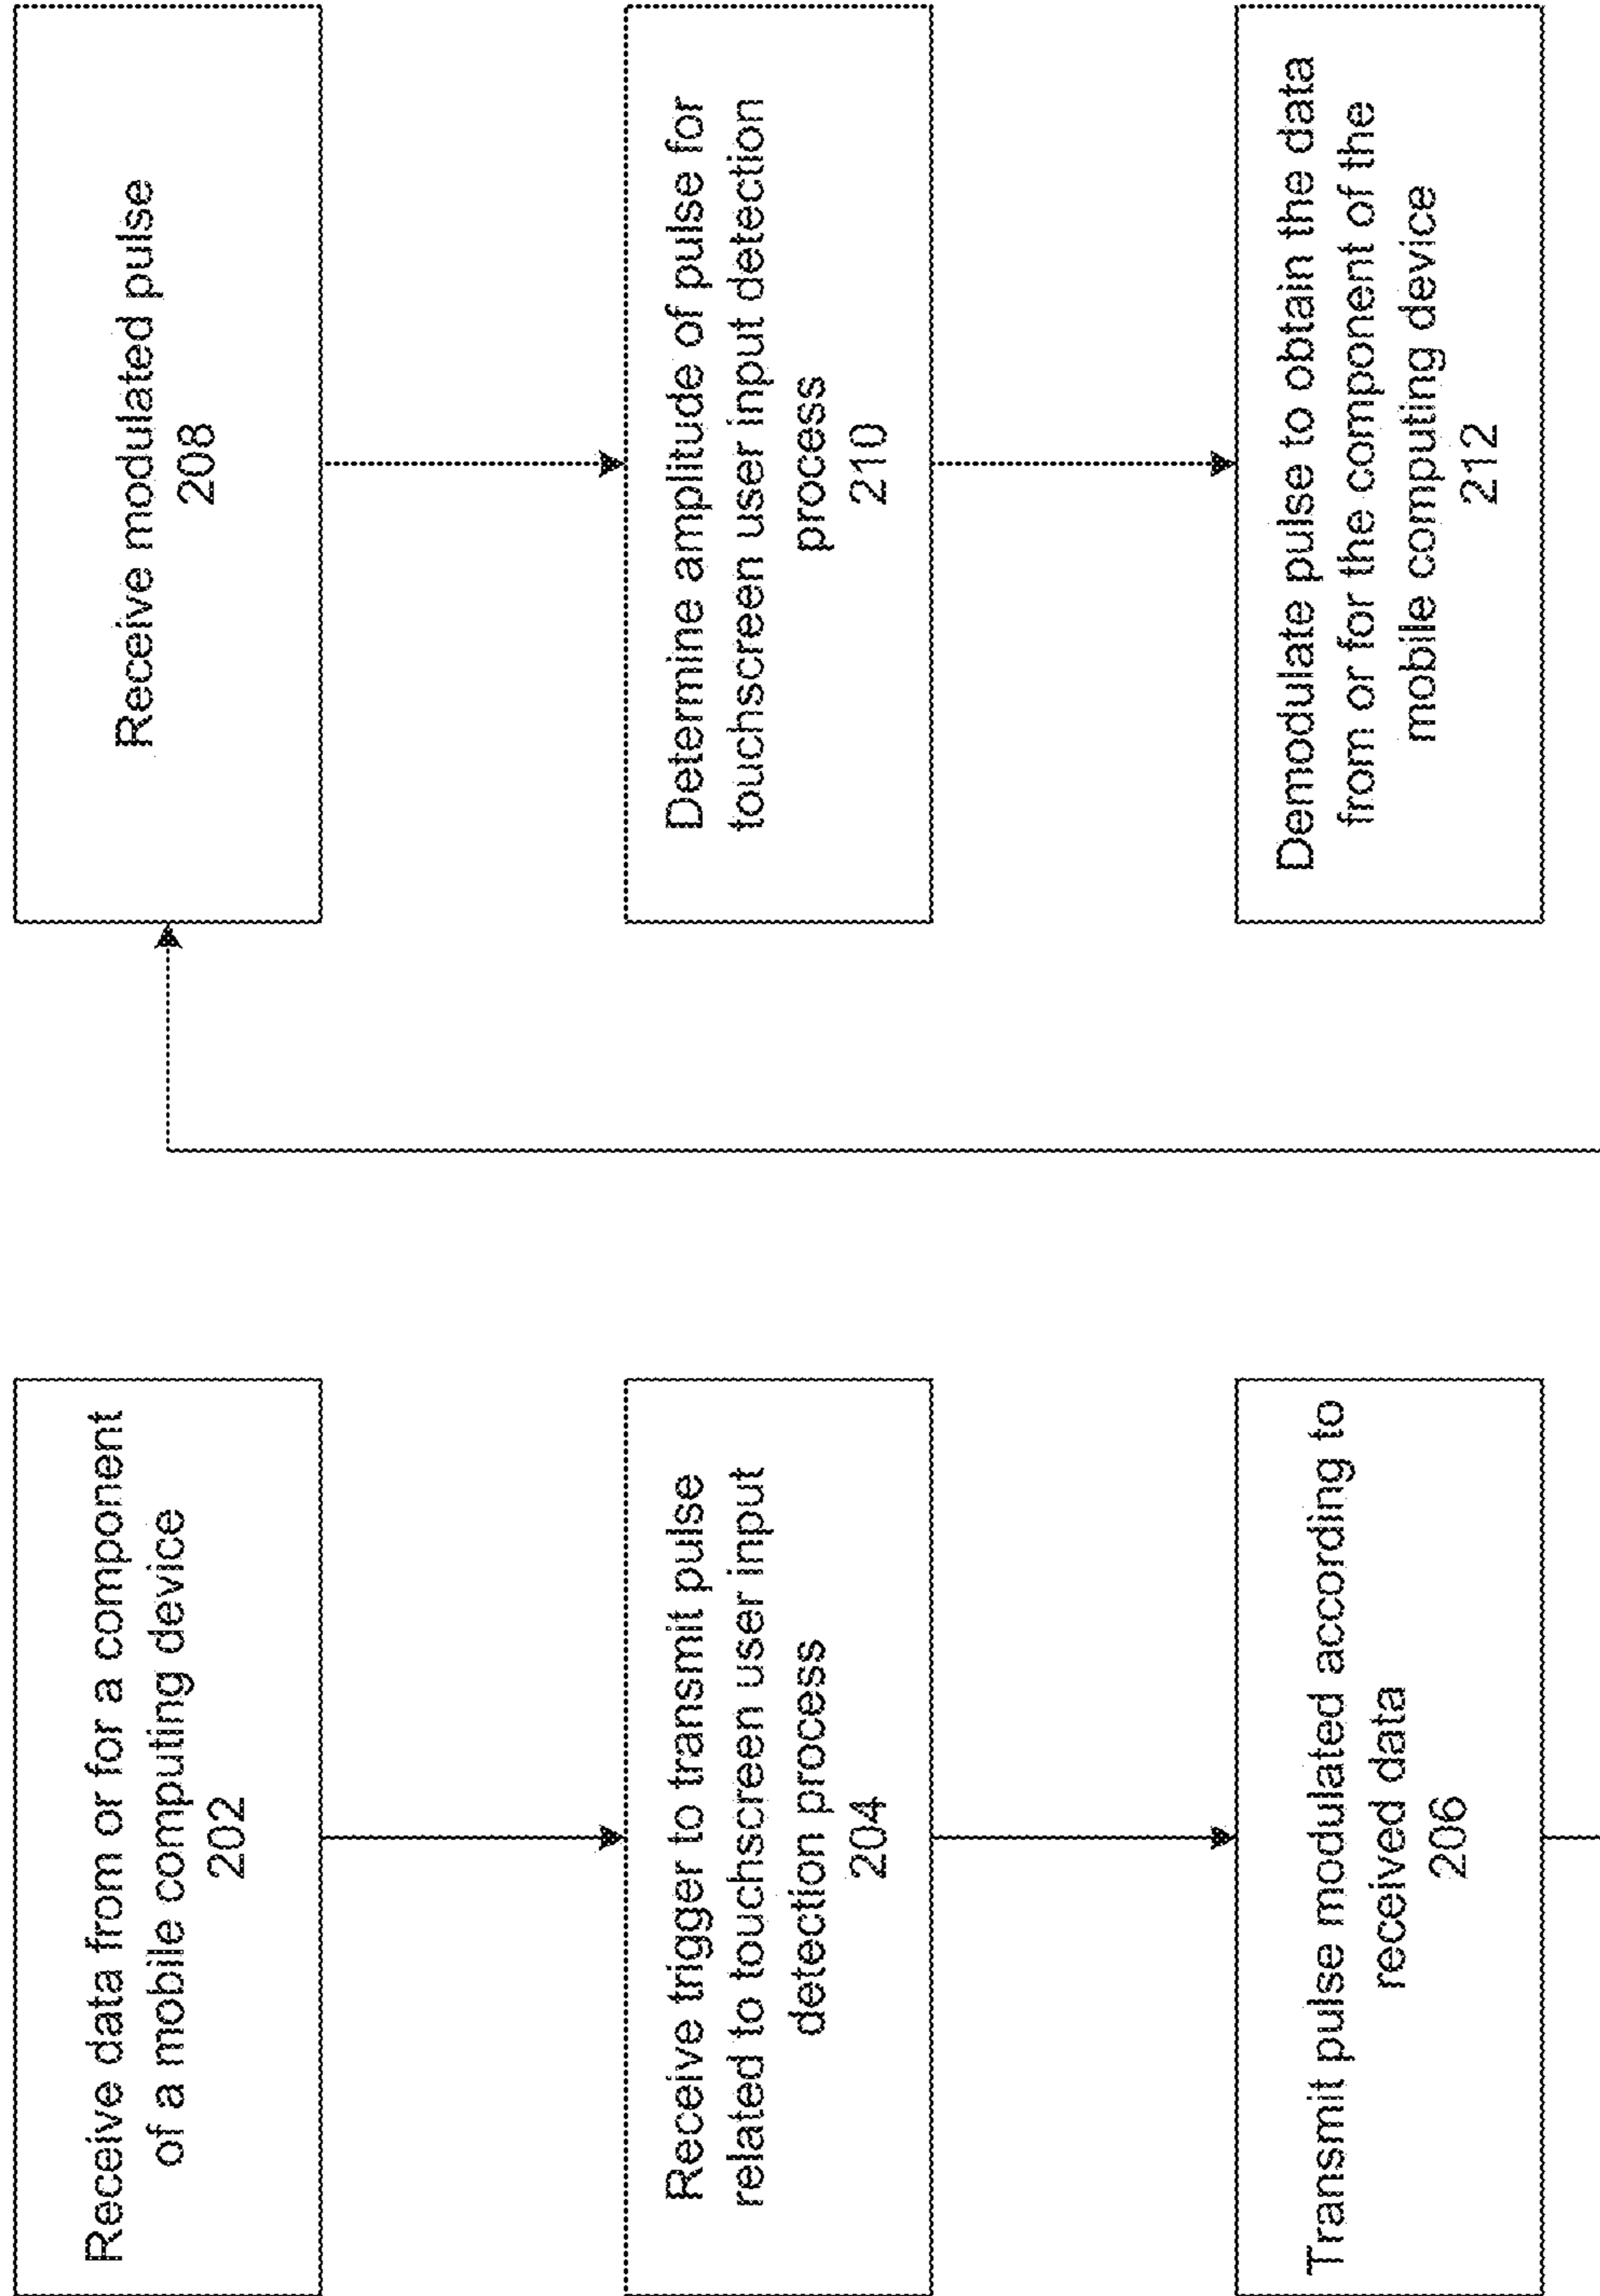 Receive data from or for a component
of a mobile computing device
202
Receive trigger to transmit pulse
related to touchscreen user input
detection process
204
Transmit pulse modulated according to
received data
206
Receive modulated pulse
208
Determine amplitude of pulse for
touchscreen user input detection
process
210
Demodulate pulse to obtain the data
from or for the component of the
mobile computing device
212